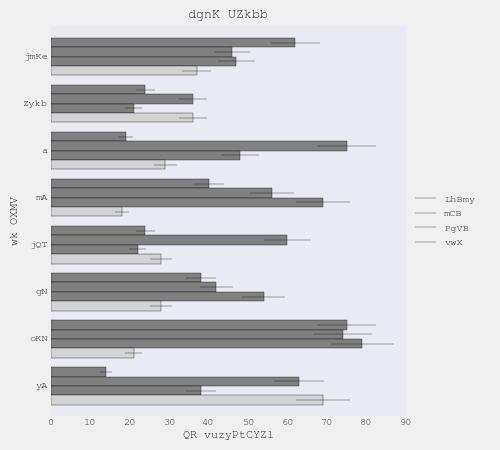 dgnK UZkbb
jmKe
Zykb
a
mA
jQT
gN
oKN
yA
wk OXMV
0 10 20 30 40 50 60 70 80 90
QR vuzyPtCYZl
LhBmy
mCB
PgVB
vwX